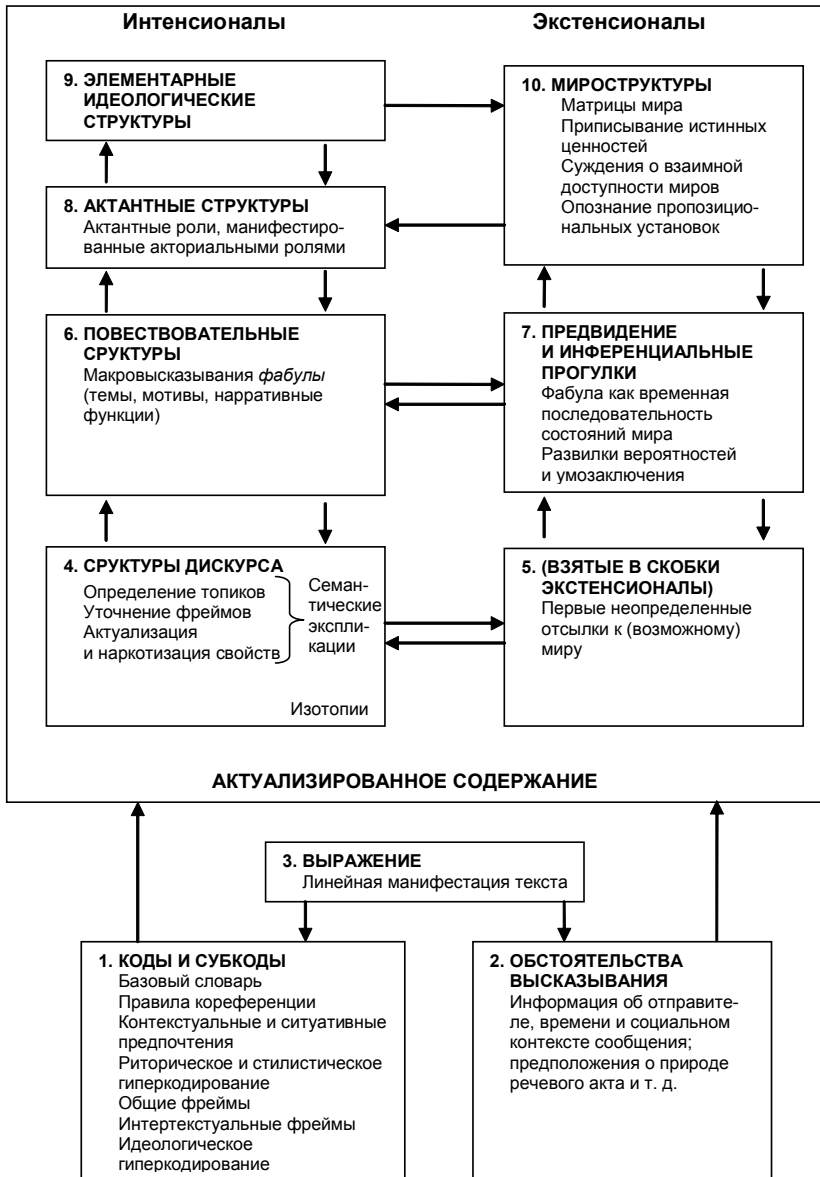 Интенсионалы
Экстенсионалы
9. ЭЛЕМЕНТАРНЫЕ
ИДЕОЛОГИЧЕСКИЕ
СТРУКТУРЫ
10. МИРОСТРУКТУРЫ
Матрицы мира
Приписывание истинных
ценностей
Суждения о взаимной
доступности миров
Опознание пропозицио-
нальных установок
8. АКТАНТНЫЕ СТРУКТУРЫ
Актантные роли, манифестиро-
ванные акториальными ролями
6. ПОВЕСТВОВАТЕЛЬНЫЕ
СРУКТУРЫ
Макровысказывания фабулы
(темы, мотивы, нарративные
функции)
7. ПРЕДВИДЕНИЕ
И ИНФЕРЕНЦИАЛЬНЫЕ
ПРОГУЛКИ
Фабула как временная
последовательность
состояний мира
Развилки вероятностей
и умозаключения
4. СРУКТУРЫ ДИСКУРСА
Определение топиков
Уточнение фреймов
Актуализация
и наркотизация свойств
Семан-
тические
экспли-
кации
Изотопии
5. (ВЗЯТЫЕ В СКОБКИ
ЭКСТЕНСИОНАЛЫ)
Первые неопределенные
отсылки к (возможному)
миру
АКТУАЛИЗИРОВАННОЕ СОДЕРЖАНИЕ
3. ВЫРАЖЕНИЕ
Линейная манифестация текста
1. КОДЫ И СУБКОДЫ
Базовый словарь
Правила кореференции
Контекстуальные и ситуативные
предпочтения
Риторическое и стилистическое
гиперкодирование
Общие фреймы
Интертекстуальные фреймы
Идеологическое
гиперкодирование
2. ОБСТОЯТЕЛЬСТВА
ВЫСКАЗЫВАНИЯ
Информация об отправите-
ле, времени и социальном
контексте сообщения;
предположения о природе
речевого акта и т. д.